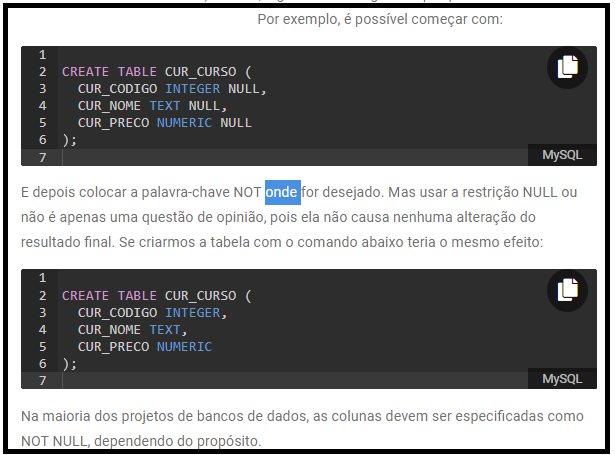 Por exemplo, é possível começar com:
1
2 CREATE TABLE CUR_CURSO (
3 CUR_CODIGO INTEGER NULL,
4 CUR_NOME TEXT NULL,
5 CUR_PRECO NUMERIC NULL
6 );
7
MySQL
E depois colocar a palavra-chave NOT onde for desejado. Mas usar a restrição NULL ou
não é apenas uma questão de opinião, pois ela não causa nenhuma alteração do
resultado final. Se criarmos a tabela com o comando abaixo teria o mesmo efeito:
1
2 CREATE TABLE CUR_CURSO (
3 CUR_CODIGO INTEGER,
4 CUR_NOME TEXT,
5 CUR_PRECO NUMERIC
6 );
7
MySQL
Na maioria dos projetos de bancos de dados, as colunas devem ser especificadas como
NOT NULL, dependendo do propósito.